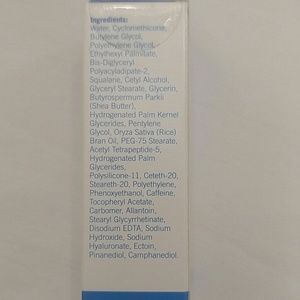 Ingredients:
Water, Cyclomethicone,
Butylene Glycol,
Polyethylene Glycol,
Ethylhexyl Palmitate,
Bis-Diglyceryl
Polyacyladipate-2,
Squalane, Cetyl Alcohol,
Glyceryl Stearate, Glycerin,
Butyrospermum Parkii
(Shea Butter),
Hydrogenated Palm Kernel
Glycerides, Pentylene
Glycol, Oryza Sativa (Rice)
Bran Oil, PEG-75 Stearate,
Acetyl Tetrapeptide-5,
Hydrogenated Palm
Glycerides,
Polysilicone-11, Ceteth-20,
Steareth-20, Polyethylene,
Phenoxyethanol, Caffeine,
Tocopheryl Acetate,
Carbomer, Allantoin,
Stearyl Glycyrrhetinate,
Disodium EDTA, Sodium
Hydroxide, Sodium
Hyaluronate, Ectoin,
Pinanediol, Camphanediol.